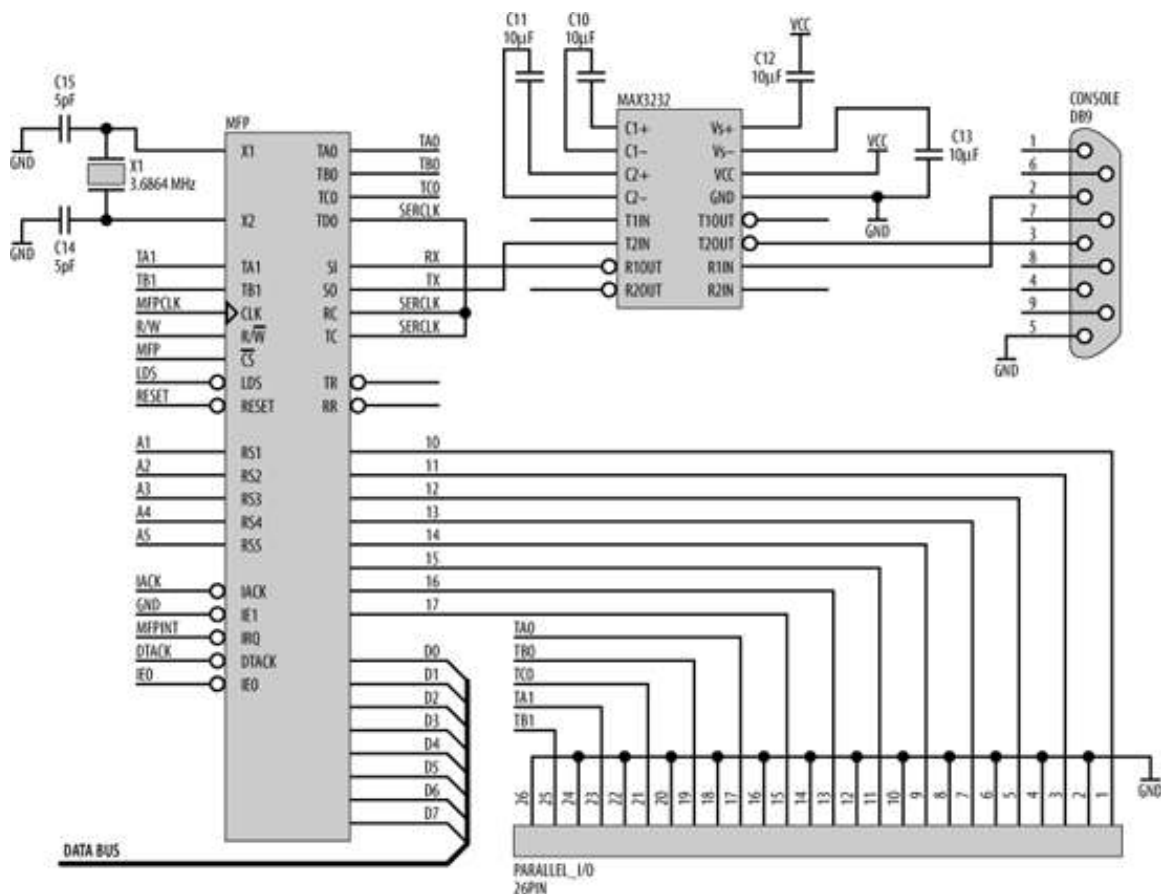 C11
10µF
C10
10µF
VCC
C12
10µF
C15
5pF
MAX3232
CONSOLE
DB9
MFP
GND
X1
3.6864 MHz
C14
5pF
GND
X1
X2
TA1
TB1
CLK
R/W
CS
LDS
RESET
RS1
RS2
RS3
RS4
RS5
IACK
IE1
IRQ
DTACK
IEO
TA0
TB0
TC0
TD0
SI
SO
RC
TC
TR
RR
TA1
TB1
MFPCLK
R/W
MFP
LDS
RESET
A1
A2
A3
A4
A5
IACK
GND
MFPINT
DTACK
IEO
TA0
TB0
TC0
SERCLK
RX
TX
SERCLK
SERCLK
C1+
C1−
C2+
C2−
T1IN
T2IN
R1OUT
R2OUT
Vs+
Vs−
VCC
GND
T1OUT
T2OUT
R1IN
R2IN
VCC
C13
10µF
GND
1
6
2
7
3
8
4
9
5
GND
10
11
12
13
14
15
16
17
TA0
TB0
TC0
TA1
TB1
D0
D1
D2
D3
D4
D5
D6
D7
DATA BUS
26
25
24
23
22
21
20
19
18
17
16
15
14
13
12
11
10
9
8
7
6
5
4
3
2
1
GND
PARALLEL_I/O
26PIN